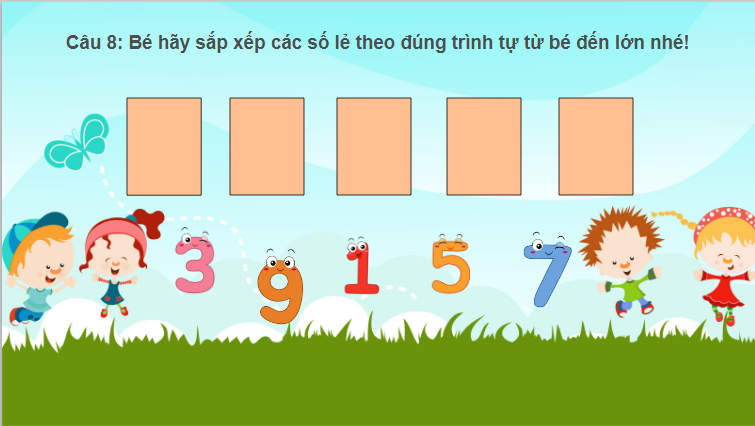 Câu 8: Bé hãy sắp xếp các số lẻ theo đúng trình tự từ bé đến lớn nhé!
3 9 1 5 7